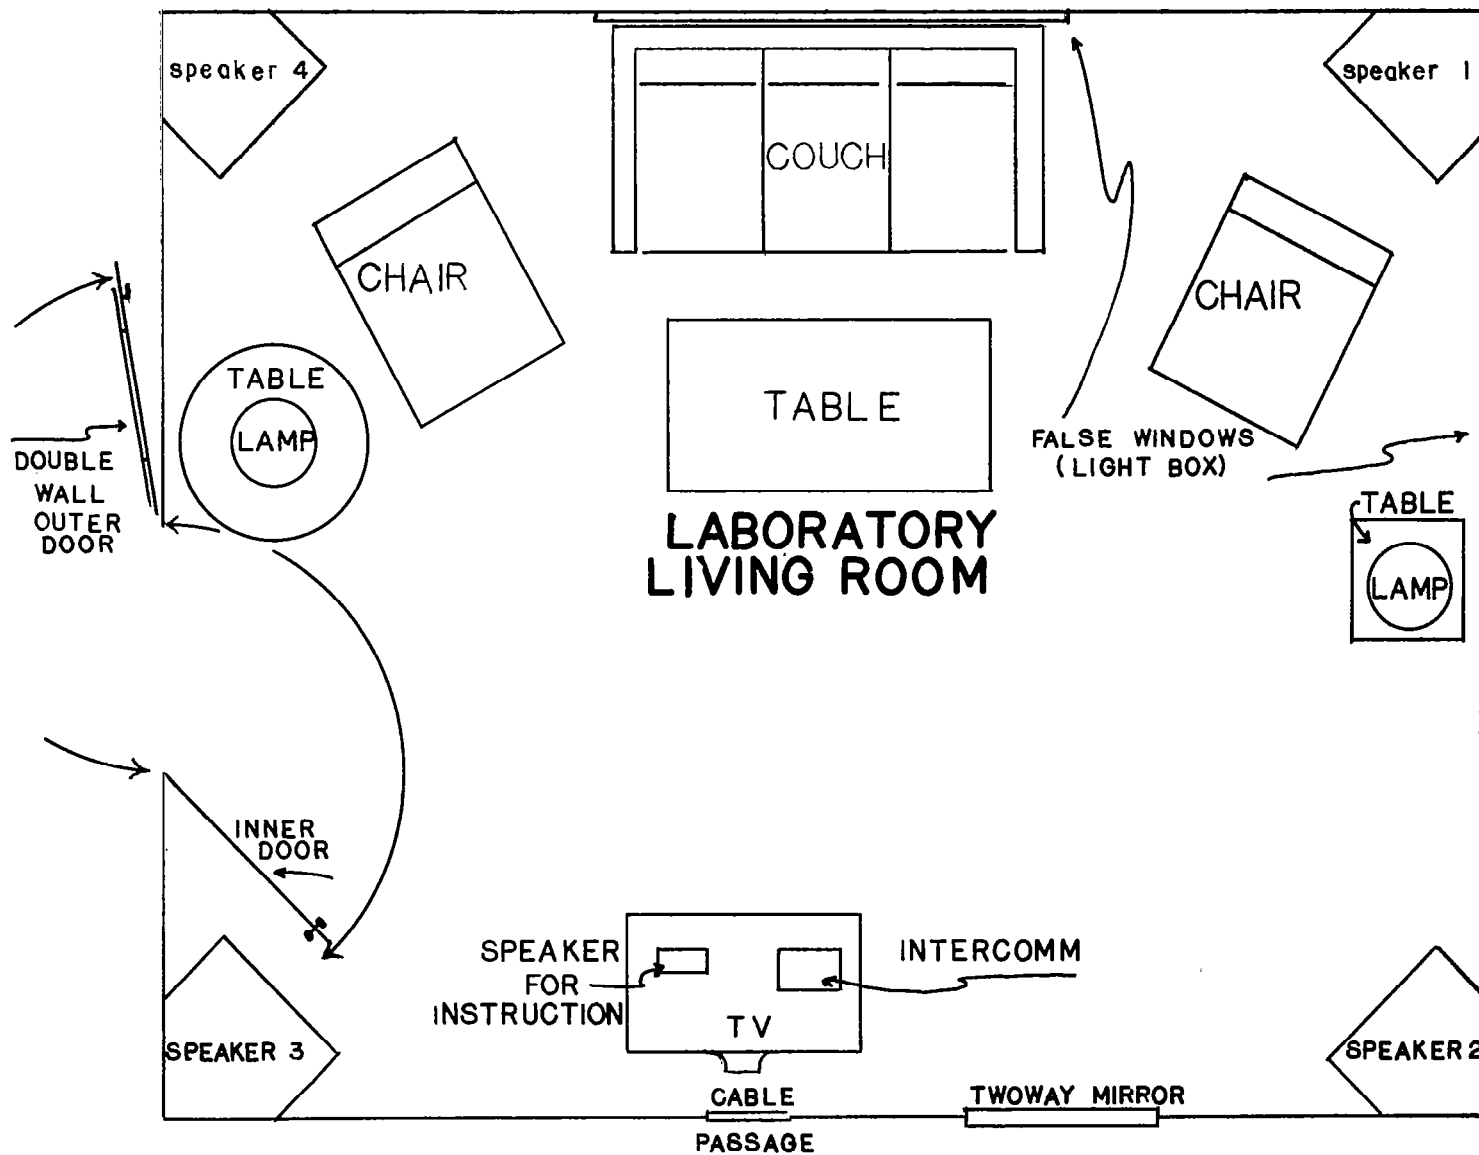 speaker 4
speaker 1
COUCH
CHAIR
CHAIR
TABLE
LAMP
TABLE
FALSE WINDOWS
(LIGHT BOX)
DOUBLE
WALL
OUTER
DOOR
TABLE
LAMP
LABORATORY
LIVING ROOM
INNER
DOOR
SPEAKER
FOR
INSTRUCTION
INTERCOMM
TV
SPEAKER 3
SPEAKER 2
CABLE
PASSAGE
TWOWAY MIRROR